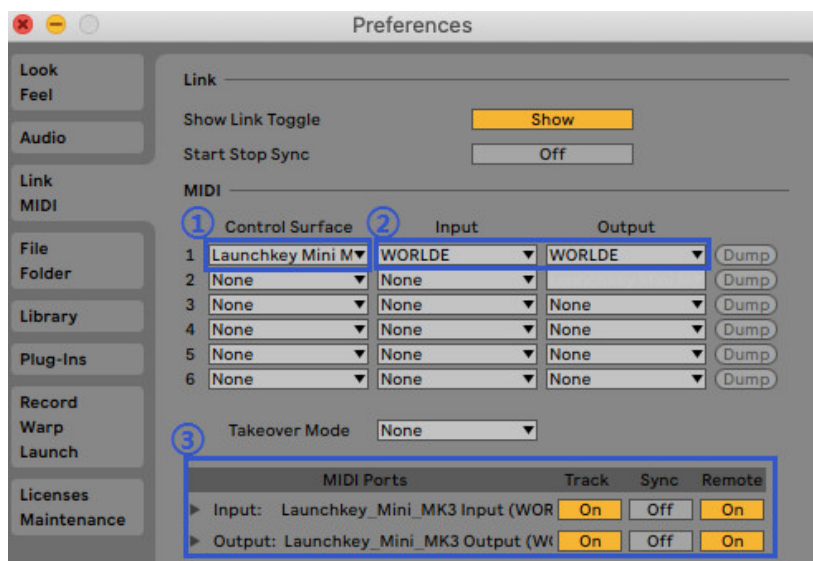 Preferences
Look
Feel
Audio
Link
MIDI
File
Folder
Library
Plug-Ins
Record
Warp
Launch
Licenses
Maintenance
Link
Show Link Toggle Show
Start Stop Sync Off
MIDI
① Control Surface ② Input Output
1 Launchkey Mini M WORLDE WORLDE Dump
2 None None Dump
3 None None None Dump
4 None None None Dump
5 None None None Dump
6 None None None Dump
Takeover Mode None
③
MIDI Ports Track Sync Remote
Input: Launchkey_Mini_MK3 Input (WOR On Off On
Output: Launchkey_Mini_MK3 Output (W On Off On